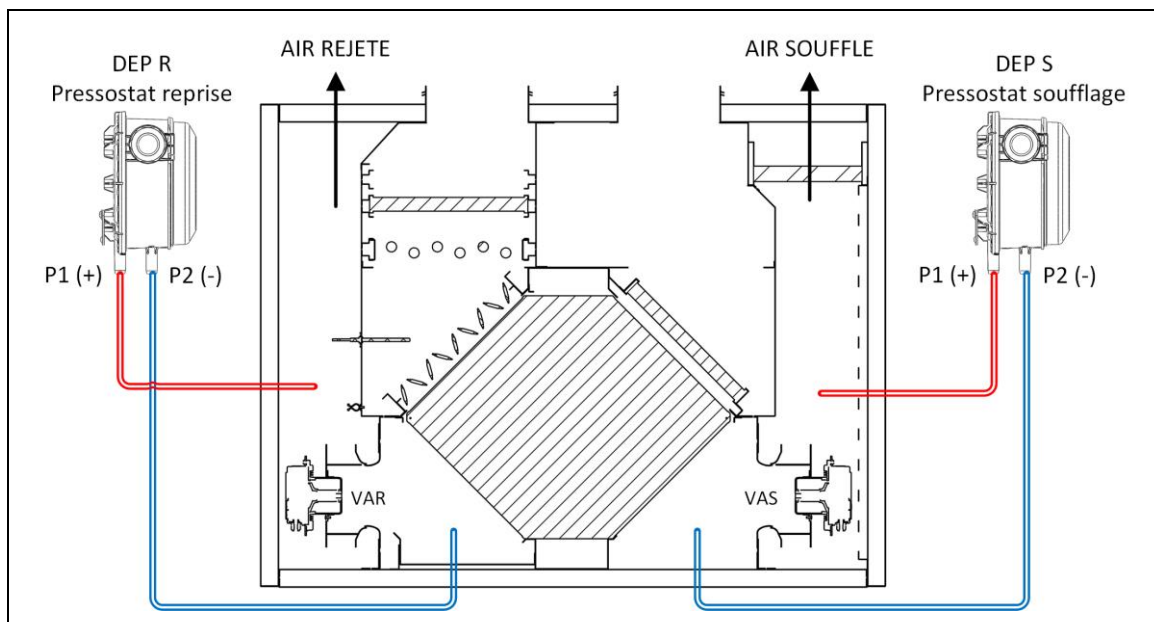 AIR REJETE
AIR SOUFFLE
DEP R
Pressostat reprise
DEP S
Pressostat soufflage
P1 (+)
P2 (-)
P1 (+)
P2 (-)
VAR
VAS